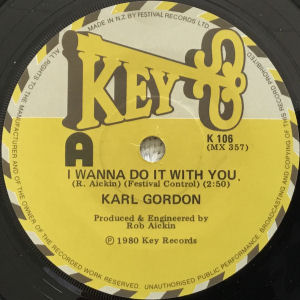 MADE IN N.Z. BY FESTIVAL RECORDS LTD
ALL RIGHTS TO THE MANUFACTURER AND OF THE OWNER OF THE RECORDED WORK RESERVED. UNAUTHORISED PUBLIC PERFORMANCE, BROADCASTING AND COPYING OF THIS RECORD PROHIBITED
KEY
A
K 106
(MX 357)
I WANNA DO IT WITH YOU.
(R. Aickin) (Festival Control) (2:50)
KARL GORDON
Produced & Engineered by
Rob Aickin
℗ 1980 Key Records